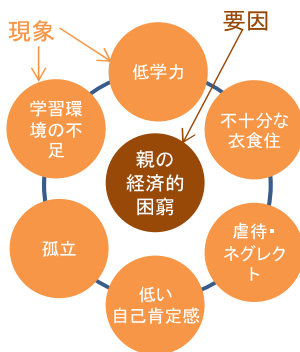 要因
現象
低学力
不十分な
衣食住
虐待・
ネグレク
ト
低い
自己肯定感
孤立
学習環
境の不
足
親の
経済的
困窮